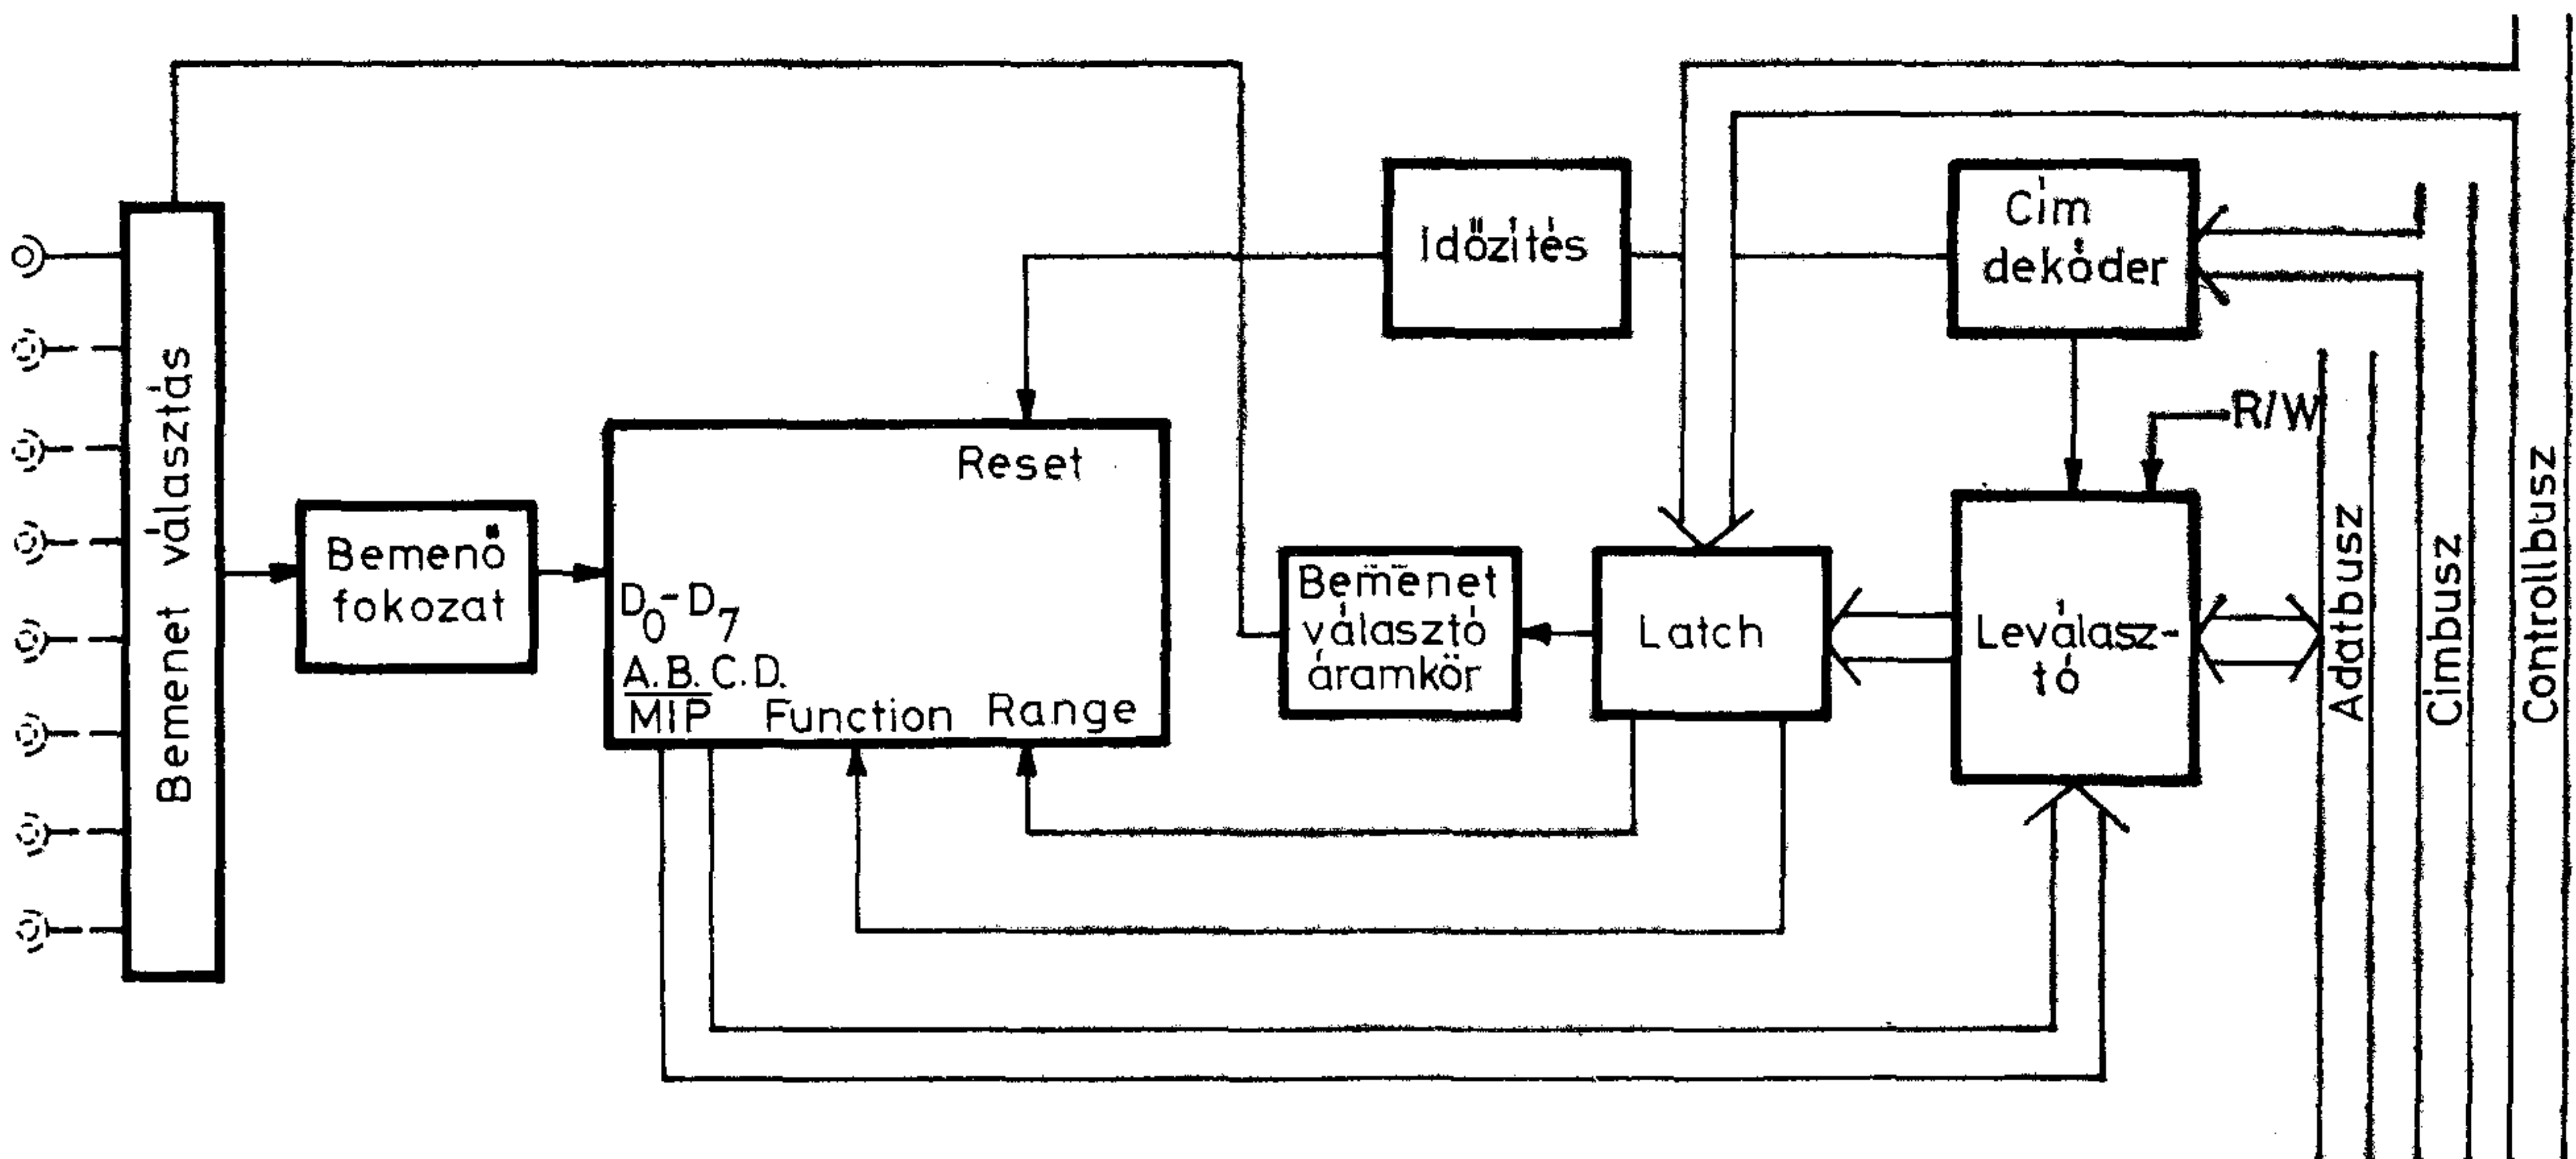 Bemenet választás
Bemenő
fokozat
Reset
D0-D7
A.B.C.D.
MIP Function Range
Időzítés
Bemenet
választó
áramkör
Latch
Cím
dekóder
R/W
Leválasz-
tó
Adatbusz
Címbusz
Controllbusz